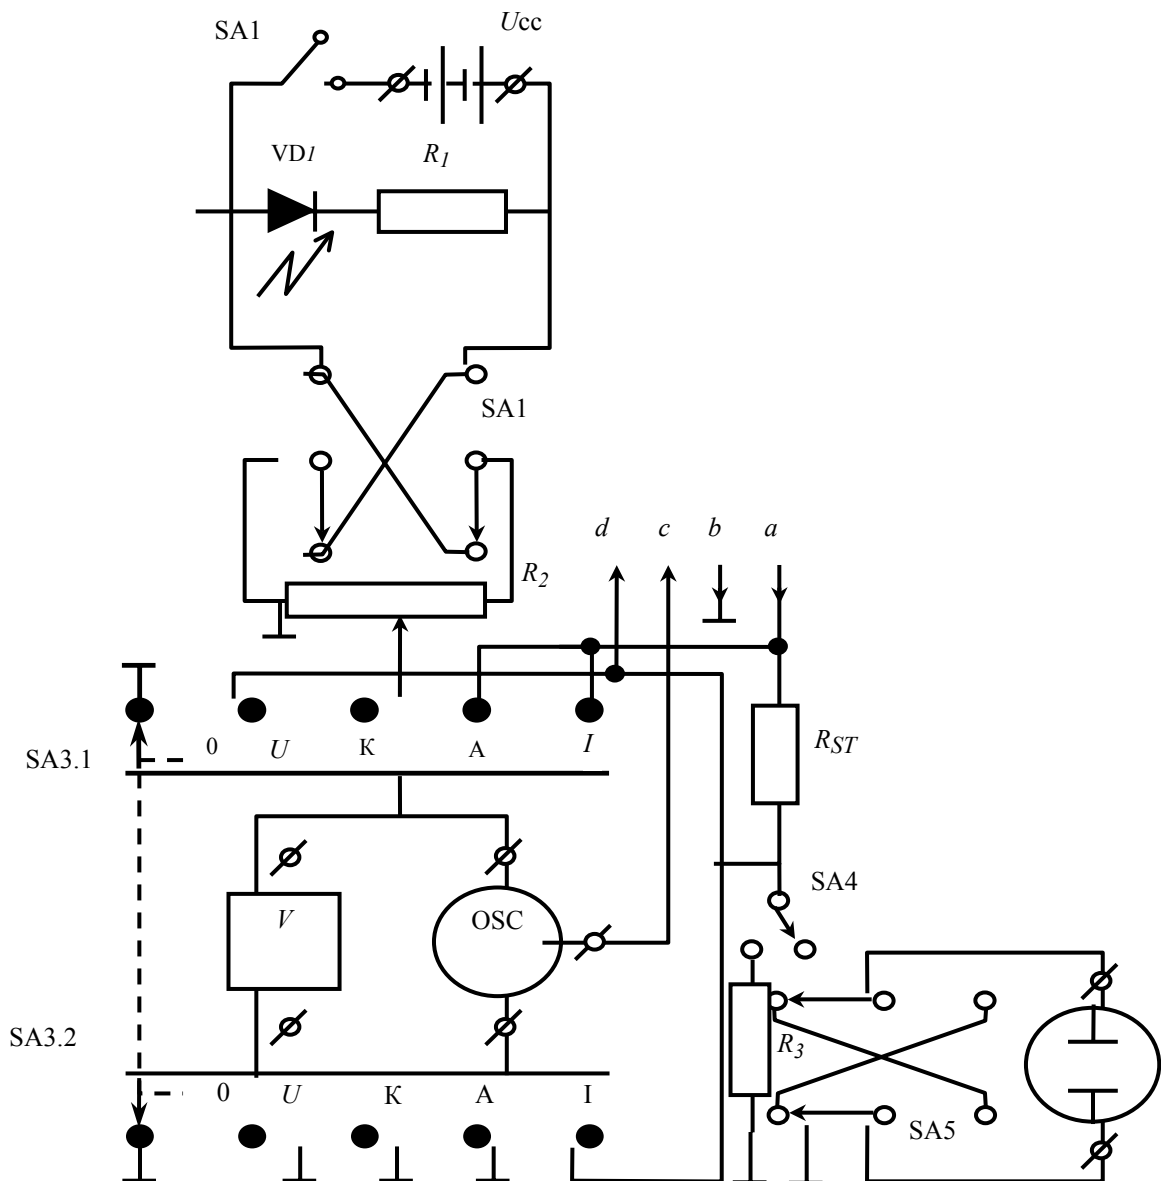 SA1
Ucc
VD1
R1
SA1
R2
d c b a
0 U К A I
SA3.1
RST
SA4
V
OSC
SA3.2
R3
0 U К A I
SA5